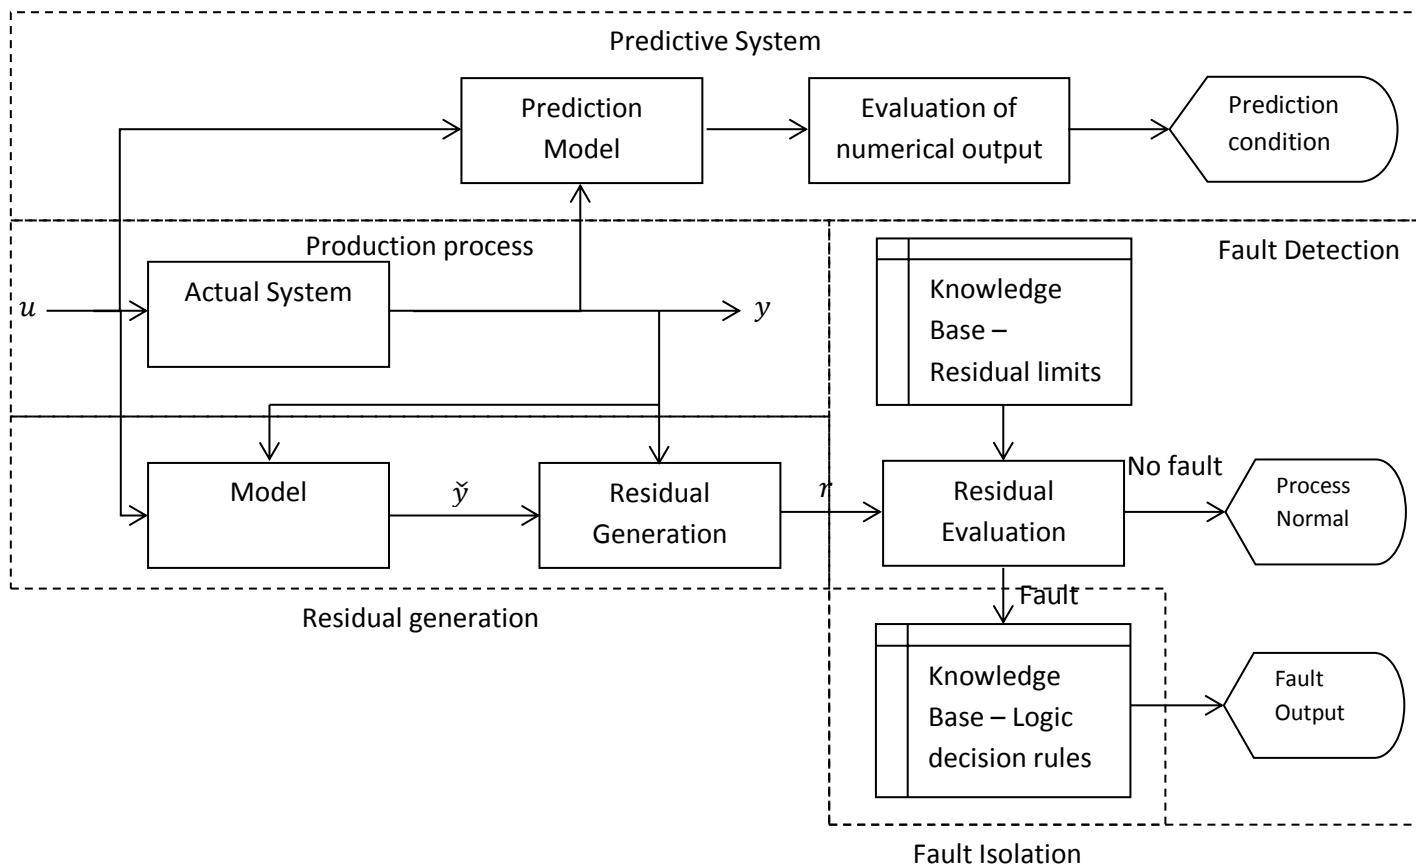 Predictive System
Prediction
Model
Evaluation of
numerical output
Prediction
condition
Production process
Fault Detection
Actual System
u
y
Knowledge
Base –
Residual limits
Model
y̌
Residual
Generation
r
Residual
Evaluation
No fault
Process
Normal
Fault
Residual generation
Knowledge
Base – Logic
decision rules
Fault
Output
Fault Isolation